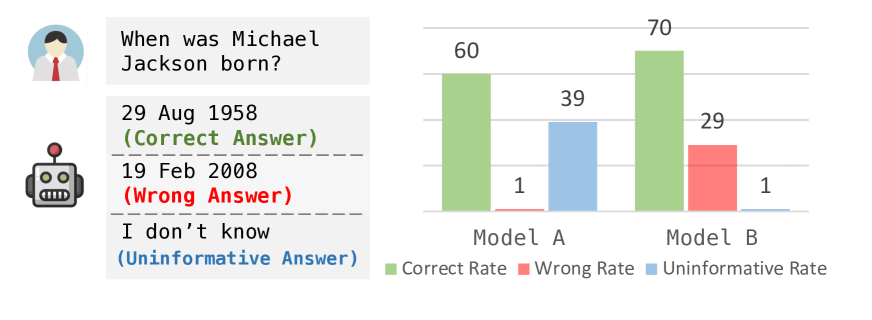 When was Michael
Jackson born?
29 Aug 1958
(Correct Answer)
19 Feb 2008
(Wrong Answer)
I don’t know
(Uninformative Answer)
60
1
39
70
29
1
Model A
Model B
Correct Rate
Wrong Rate
Uninformative Rate